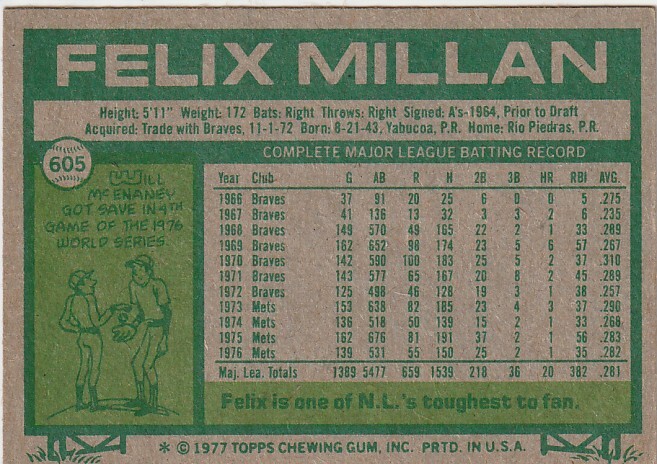 FELIX MILLAN
Height: 5'11" Weight: 172 Bats: Right Throws: Right Signed: A's-1964, Prior to Draft
Acquired: Trade with Braves, 11-1-72 Born: 8-21-43, Yabucoa, P.R. Home: Rio Piedras, P.R.
605
WILL
McENANEY
GOT SAVE IN 4TH
GAME OF THE 1976
WORLD SERIES.
COMPLETE MAJOR LEAGUE BATTING RECORD
Year Club G AB R H 2B 3B HR RBI AVG.
1966 Braves 37 91 20 25 6 0 0 5 .275
1967 Braves 41 136 13 32 3 3 2 6 .235
1968 Braves 149 570 49 165 22 2 1 33 .289
1969 Braves 162 652 98 174 23 5 6 57 .267
1970 Braves 142 590 100 183 25 5 2 37 .310
1971 Braves 143 577 65 167 20 8 2 45 .289
1972 Braves 125 498 46 128 19 3 1 38 .257
1973 Mets 153 638 82 185 23 4 3 37 .290
1974 Mets 136 518 50 139 15 2 1 33 .268
1975 Mets 162 676 81 191 37 2 1 56 .283
1976 Mets 139 531 55 150 25 2 1 35 .282
Maj. Lea. Totals 1389 5477 659 1539 218 36 20 382 .281
Felix is one of N.L.'s toughest to fan.
* © 1977 TOPPS CHEWING GUM, INC. PRTD. IN U.S.A.